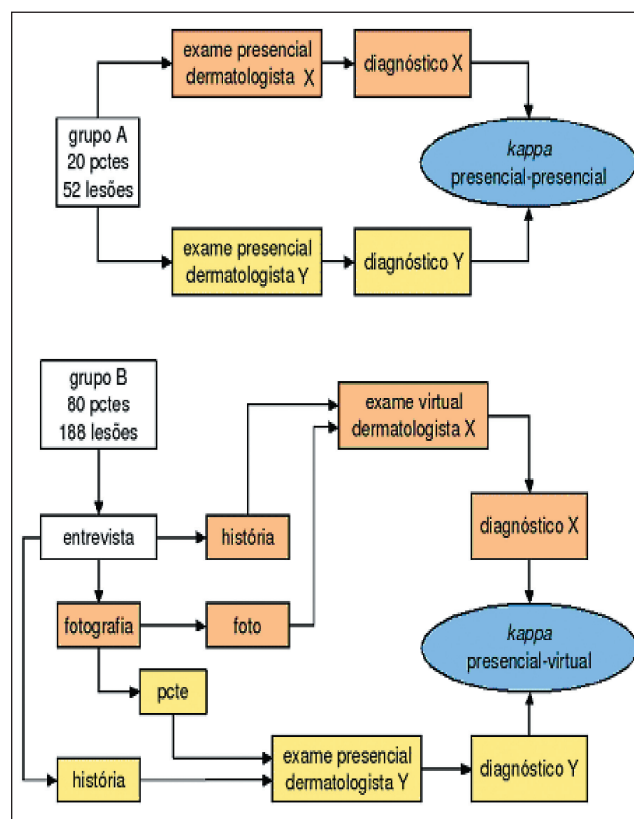 exame presencial
dermatologista X
diagnóstico X
grupo A
20 pctes
52 lesões
kappa
presencial-presencial
exame presencial
dermatologista Y
diagnóstico Y
grupo B
80 pctes
188 lesões
exame virtual
dermatologista X
diagnóstico X
entrevista
história
fotografia
foto
kappa
presencial-virtual
pcte
exame presencial
dermatologista Y
diagnóstico Y
história